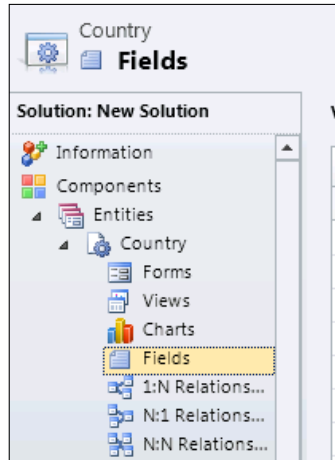 Country
Fields
Solution: New Solution
Information
Components
Entities
Country
Forms
Views
Charts
Fields
1:N Relations...
N:1 Relations...
N:N Relations...